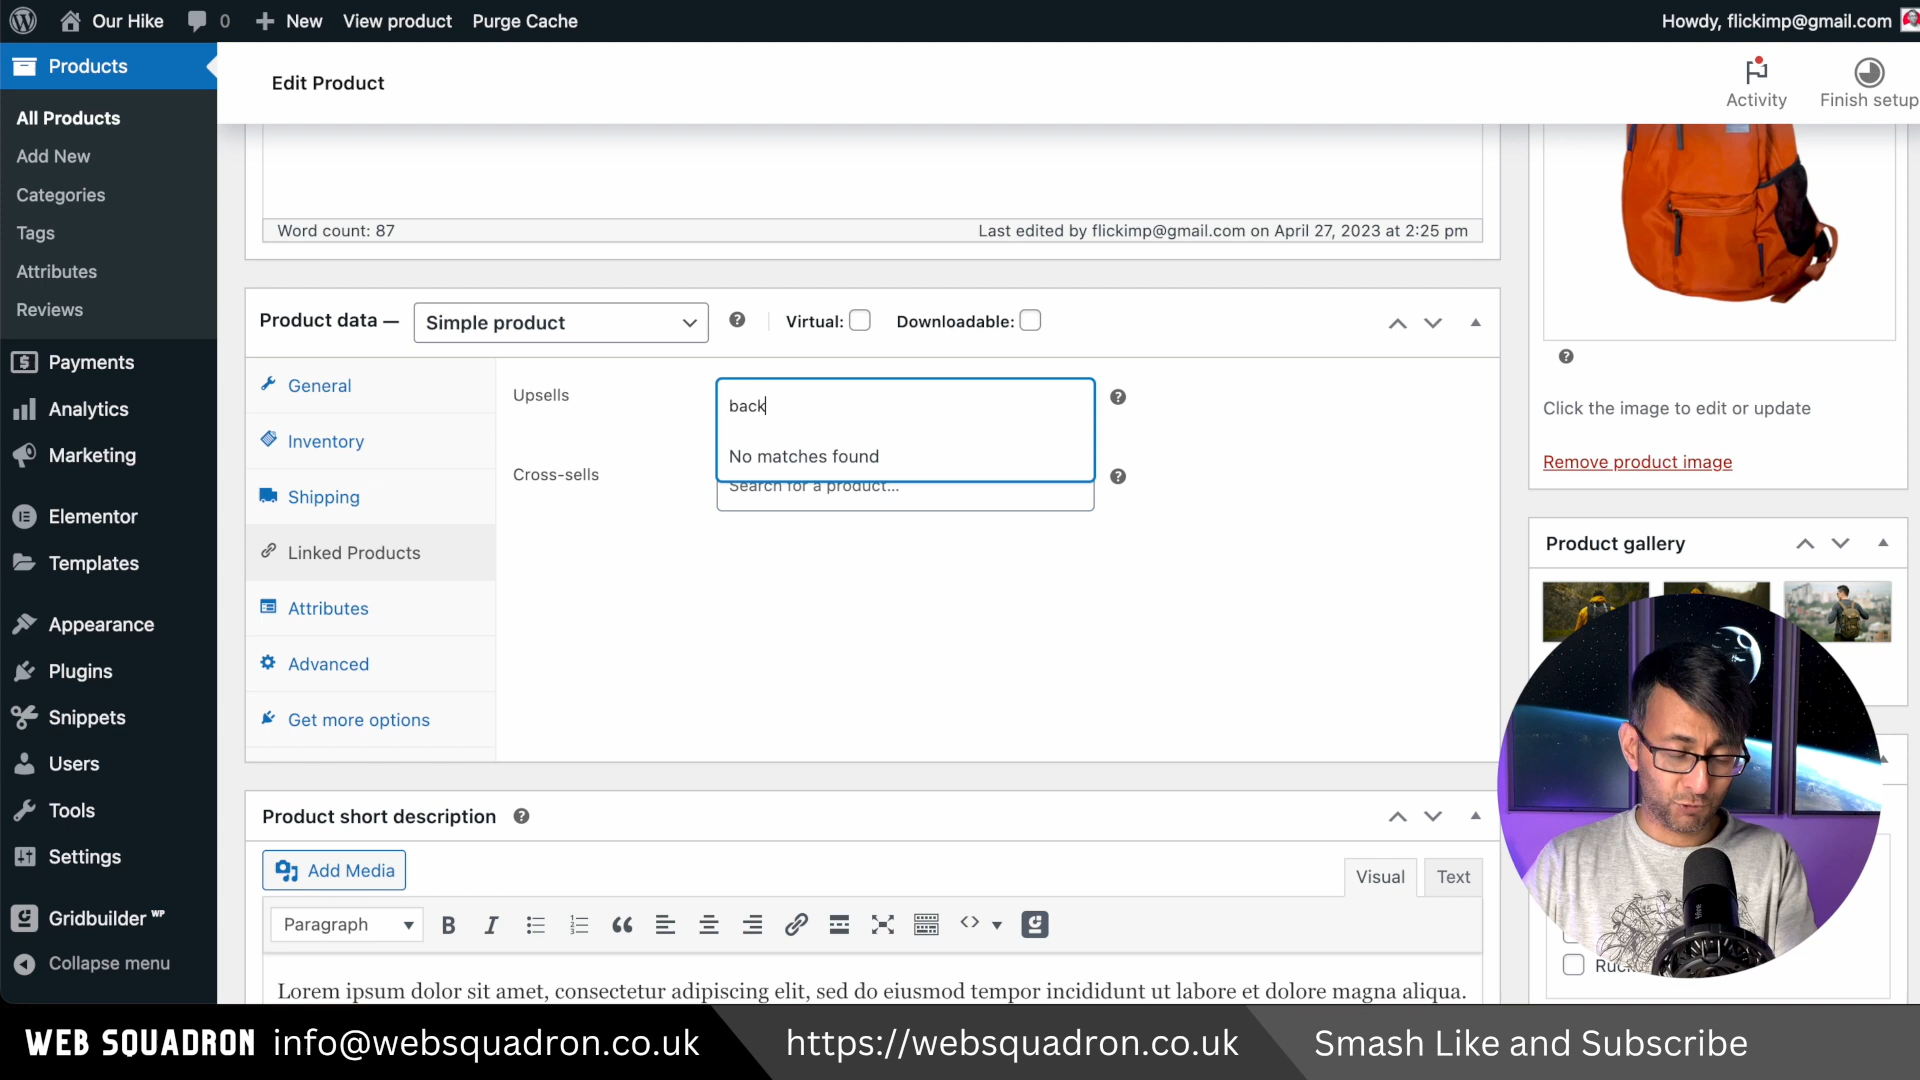 Our Hike
0
New
View product
Purge Cache
Howdy, flickimp@gmail.com
Products
All Products
Add New
Categories
Tags
Attributes
Reviews
Payments
Analytics
Marketing
Elementor
Templates
Appearance
Plugins
Snippets
Users
Tools
Settings
Gridbuilder WP
Collapse menu
Edit Product
Activity
Finish setup
Word count: 87
Last edited by flickimp@gmail.com on April 27, 2023 at 2:25 pm
Product data —
Simple product
Virtual:
Downloadable:
General
Inventory
Shipping
Linked Products
Attributes
Advanced
Get more options
Upsells
back
No matches found
Cross-sells
Search for a product...
Product short description
Add Media
Visual
Text
Paragraph
Lorem ipsum dolor sit amet, consectetur adipiscing elit, sed do eiusmod tempor incididunt ut labore et dolore magna aliqua.
Click the image to edit or update
Remove product image
Product gallery
WEB SQUADRON
info@websquadron.co.uk
https://websquadron.co.uk
Smash Like and Subscribe